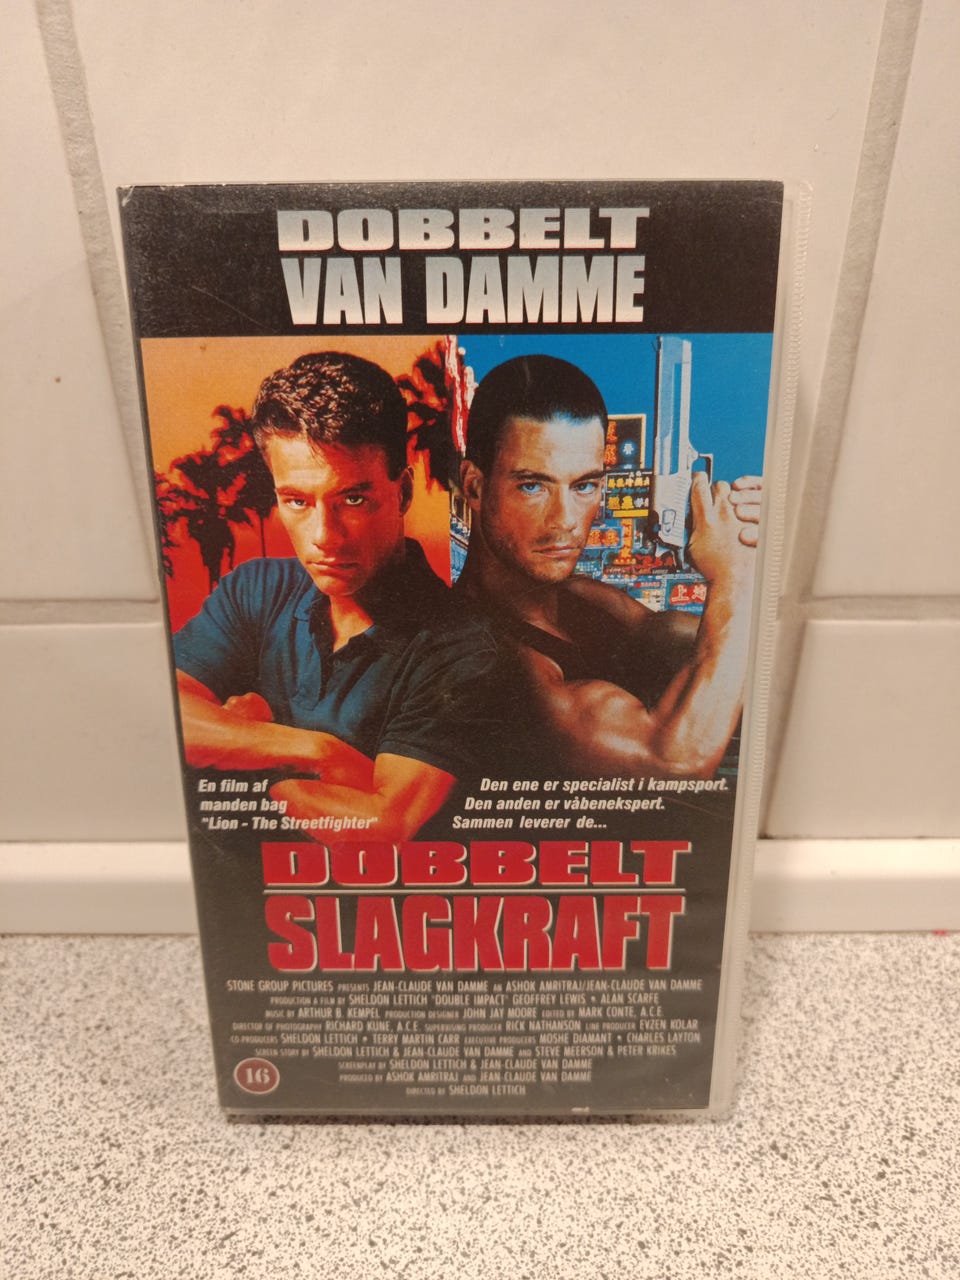 DOBBELT
VAN DAMME
En film af
manden bag
"Lion - The Streetfighter"
Den ene er specialist i kampsport.
Den anden er våbenekspert.
Sammen leverer de...
DOBBELT
SLAGKRAFT
STONE GROUP PICTURES PRESENTS JEAN-CLAUDE VAN DAMME AN ASHOK AMRITRAJ/JEAN-CLAUDE VAN DAMME
PRODUCTION A FILM BY SHELDON LETTICH "DOUBLE IMPACT" GEOFFREY LEWIS • ALAN SCARFE
MUSIC BY ARTHUR B. KEMPEL PRODUCTION DESIGNER JOHN JAY MOORE EDITED BY MARK CONTE, A.C.E.
DIRECTOR OF PHOTOGRAPHY RICHARD KLINE, A.C.E. SUPERVISING PRODUCER RICK NATHANSON LINE PRODUCER EVZEN KOLAR
CO-PRODUCERS SHELDON LETTICH • TERRY MARTIN CARR EXECUTIVE PRODUCERS MOSHE DIAMANT • CHARLES LAYTON
SCREEN STORY BY SHELDON LETTICH & JEAN-CLAUDE VAN DAMME AND STEVE MEERSON & PETER KRIKES
SCREENPLAY BY SHELDON LETTICH & JEAN-CLAUDE VAN DAMME
PRODUCED BY ASHOK AMRITRAJ AND JEAN-CLAUDE VAN DAMME
DIRECTED BY SHELDON LETTICH
16